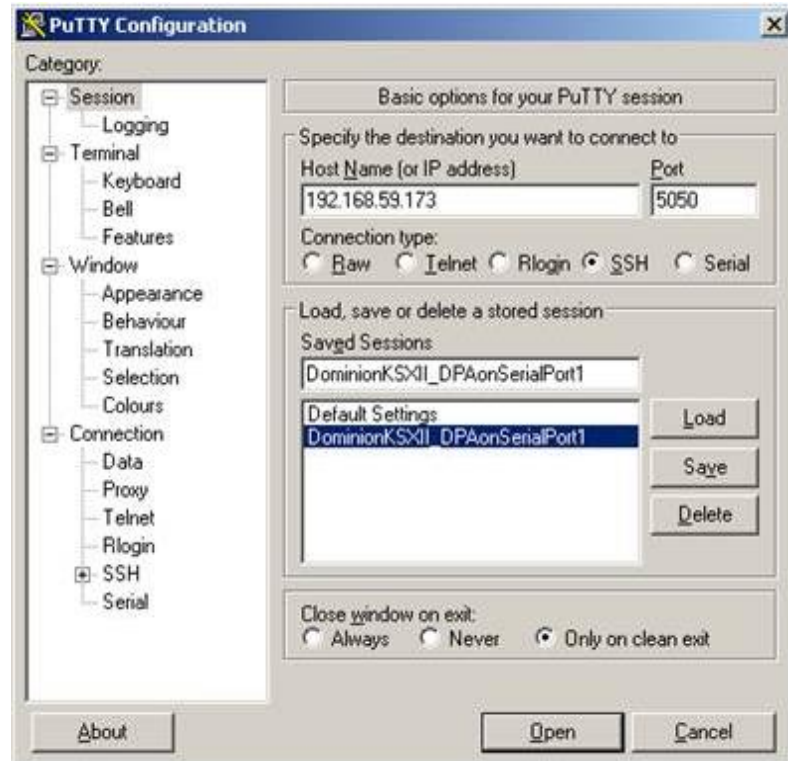 PuTTY Configuration
Category:
Session
Logging
Terminal
Keyboard
Bell
Features
Window
Appearance
Behaviour
Translation
Selection
Colours
Connection
Data
Proxy
Telnet
Rlogin
SSH
Serial
Basic options for your PuTTY session
Specify the destination you want to connect to
Host Name (or IP address) Port
192.168.59.173 5050
Connection type:
Raw Telnet Rlogin SSH Serial
Load, save or delete a stored session
Saved Sessions
DominionKSXII_DPAonSerialPort1
Default Settings
DominionKSXII_DPAonSerialPort1
Load
Save
Delete
Close window on exit:
Always Never Only on clean exit
About Open Cancel